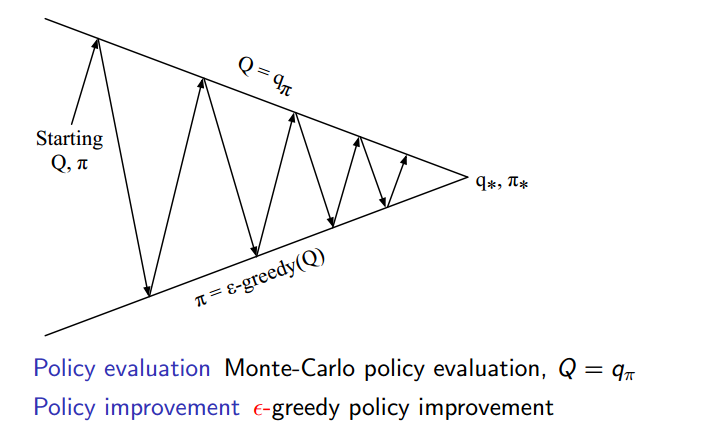 Q = qπ
Starting
Q, π
q*, π*
π = ε-greedy(Q)
Policy evaluation Monte-Carlo policy evaluation, Q = qπ
Policy improvement ϵ-greedy policy improvement